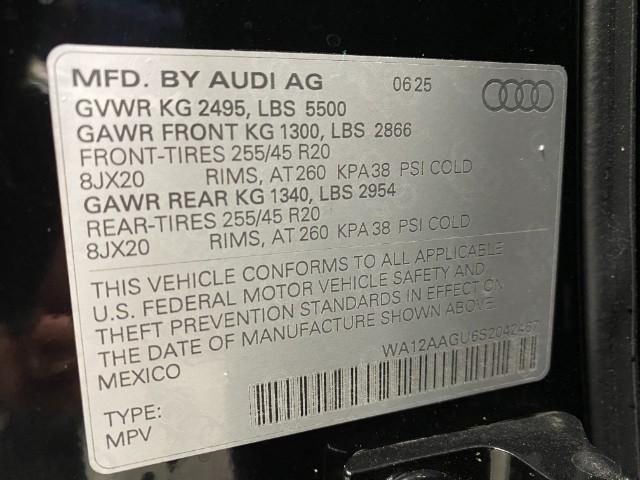 MFD. BY AUDI AG 06 25
GVWR KG 2495, LBS 5500
GAWR FRONT KG 1300, LBS 2866
FRONT-TIRES 255/45 R20
8JX20 RIMS, AT 260 KPA 38 PSI COLD
GAWR REAR KG 1340, LBS 2954
REAR-TIRES 255/45 R20
8JX20 RIMS, AT 260 KPA 38 PSI COLD
THIS VEHICLE CONFORMS TO ALL APPLICABLE
U.S. FEDERAL MOTOR VEHICLE SAFETY AND
THEFT PREVENTION STANDARDS IN EFFECT ON
THE DATE OF MANUFACTURE SHOWN ABOVE.
MEXICO WA12AAGU6S2042467
TYPE:
MPV